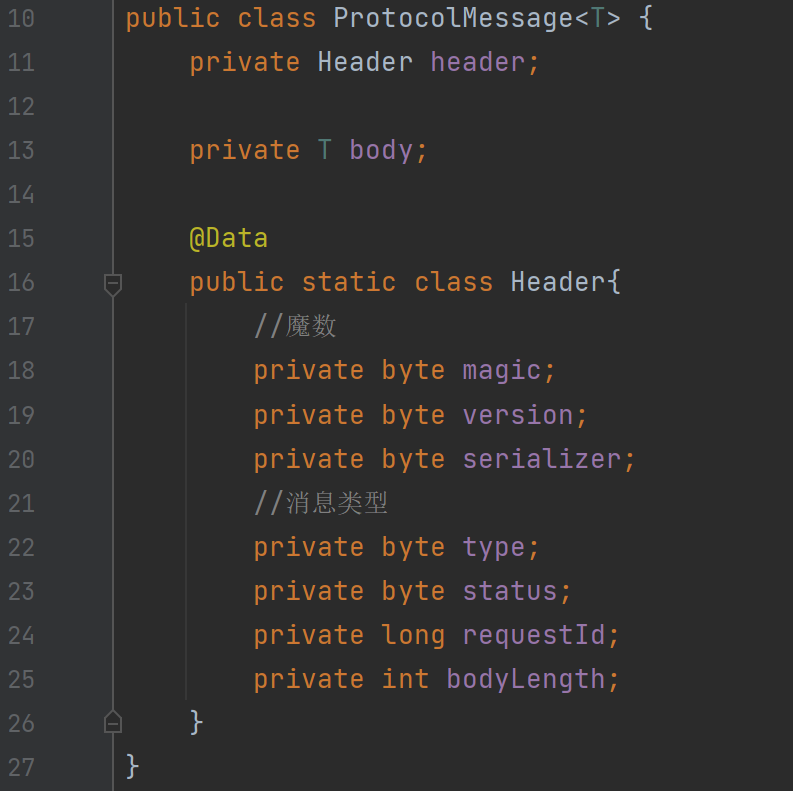 10 public class ProtocolMessage<T> {
11     private Header header;
12
13     private T body;
14
15     @Data
16     public static class Header{
17         //魔数
18         private byte magic;
19         private byte version;
20         private byte serializer;
21         //消息类型
22         private byte type;
23         private byte status;
24         private long requestId;
25         private int bodyLength;
26     }
27 }